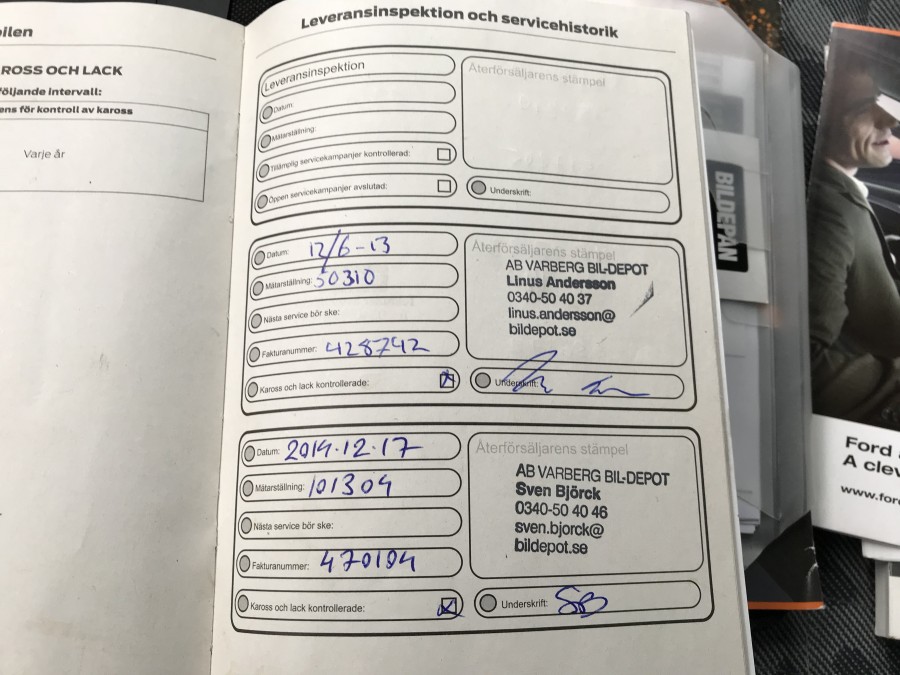 bilen
ROSS OCH LACK
följande intervall:
ens för kontroll av kaross
Varje år
Leveransinspektion och servicehistorik
Leveransinspektion
Datum:
Mätarställning:
Tillämplig servicekampanjer kontrollerad:
Öppen servicekampanjer avslutad:
Återförsäljarens stämpel
Underskrift:
Datum: 12/6-13
Mätarställning: 50310
Nästa service bör ske:
Fakturanummer: 428742
Kaross och lack kontrollerade:
Återförsäljarens stämpel
AB VARBERG BIL-DEPOT
Linus Andersson
0340-50 40 37
linus.andersson@
bildepot.se
Underskrift:
Datum: 2014.12.17
Mätarställning: 101304
Nästa service bör ske:
Fakturanummer: 470194
Kaross och lack kontrollerade:
Återförsäljarens stämpel
AB VARBERG BIL-DEPOT
Sven Björck
0340-50 40 46
sven.bjorck@
bildepot.se
Underskrift: SB
BILDEPAN
Ford
A clev
www.for